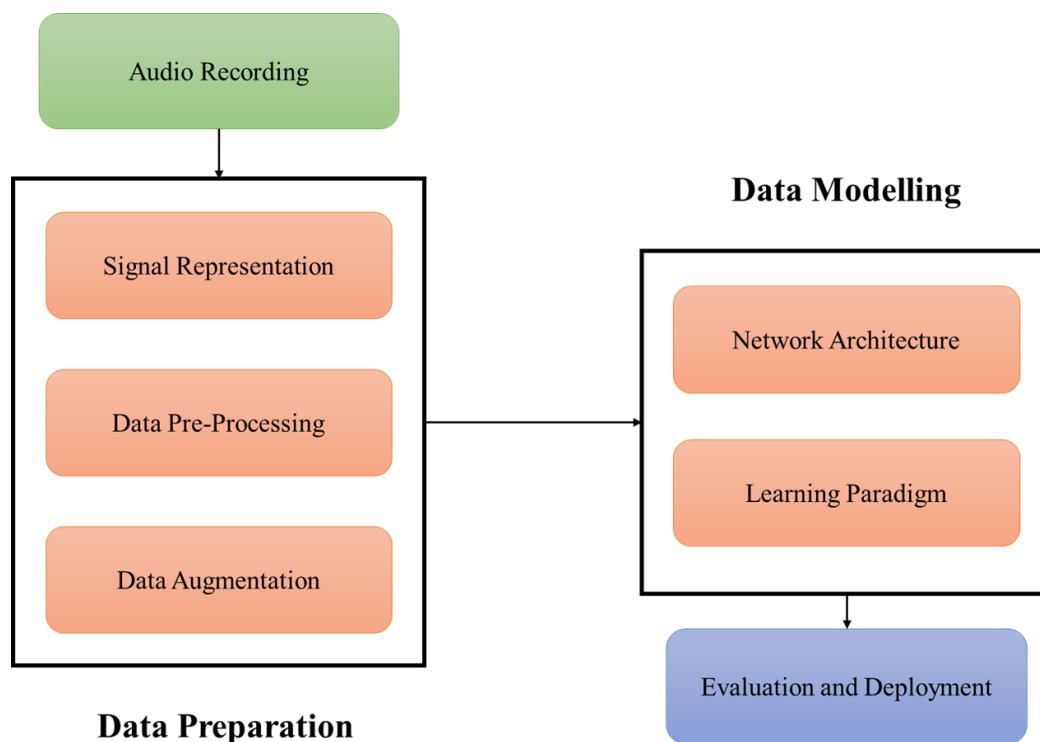 Audio Recording
Signal Representation
Data Pre-Processing
Data Augmentation
Data Preparation
Data Modelling
Network Architecture
Learning Paradigm
Evaluation and Deployment